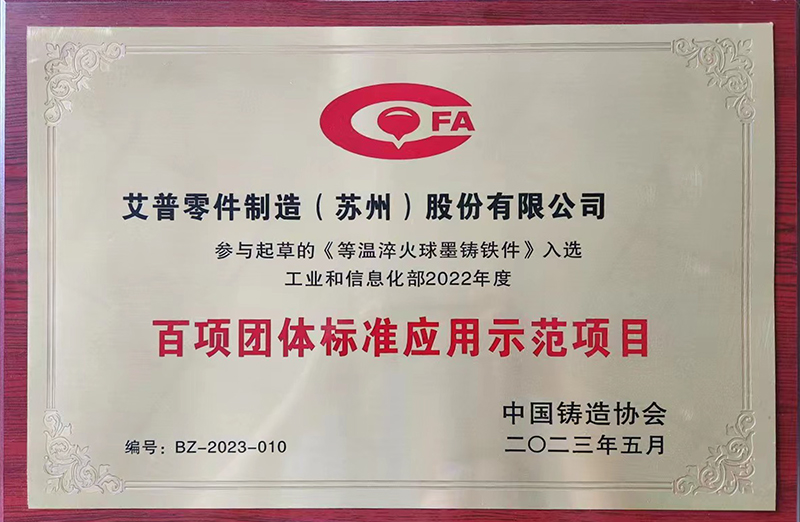 FA
艾普零件制造（苏州）股份有限公司
参与起草的《等温淬火球墨铸铁件》入选
工业和信息化部2022年度
百项团体标准应用示范项目
中国铸造协会
编号：BZ-2023-010
二〇二三年五月